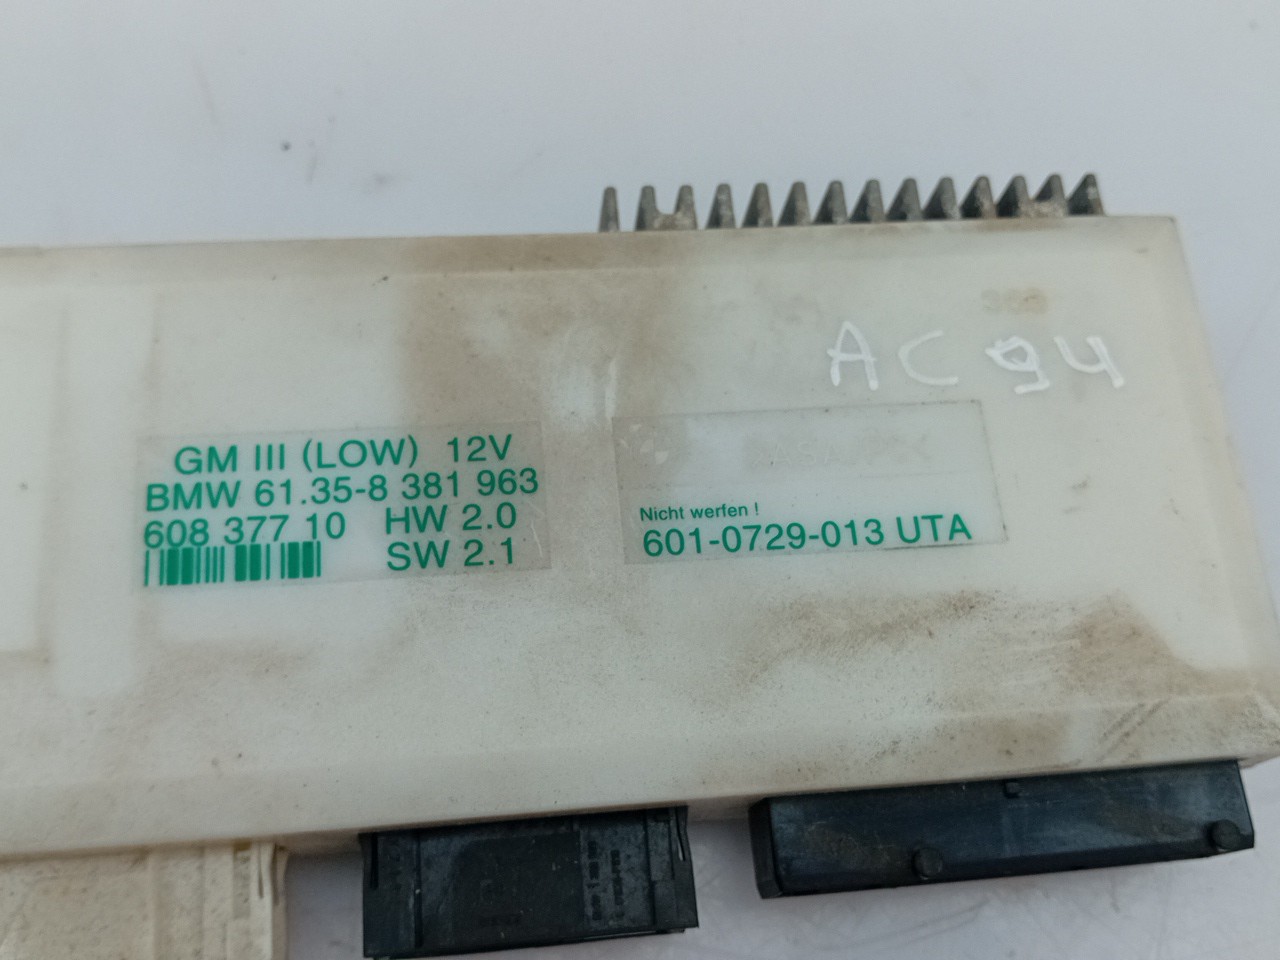 AC 94
GM III (LOW) 12V
BMW 61.35-8 381 963
608 377 10 HW 2.0
SW 2.1
Nicht werfen !
601-0729-013 UTA